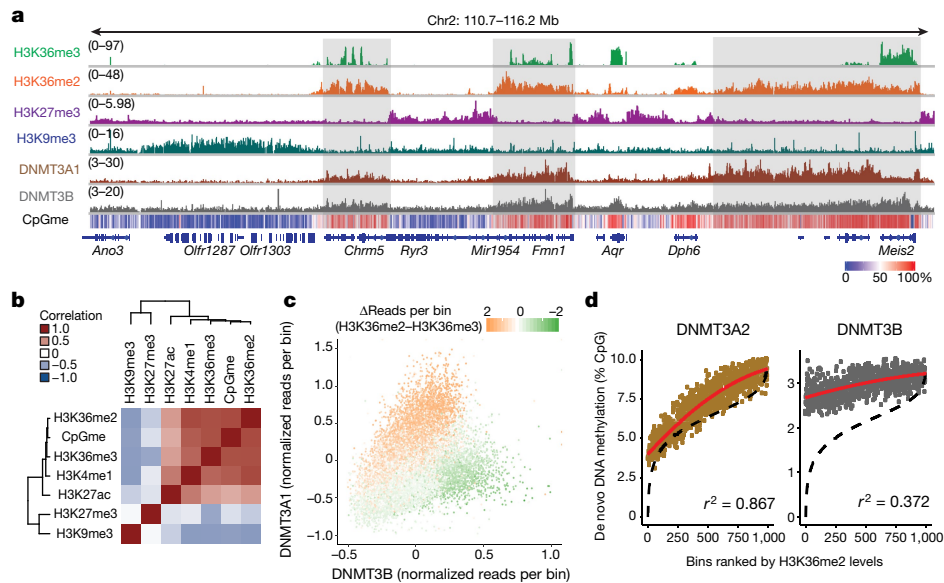 a
Chr2: 110.7–116.2 Mb
H3K36me3 (0–97)
H3K36me2 (0–48)
H3K27me3 (0–5.98)
H3K9me3 (0–16)
DNMT3A1 (3–30)
DNMT3B (3–20)
CpGme
Ano3 Olfr1287 Olfr1303 Chrm5 Ryr3 Mir1954 Fmn1 Aqr Dph6 Meis2
0 50 100%
b
Correlation
1.0
0.5
0
−0.5
−1.0
H3K9me3
H3K27me3
H3K27ac
H3K4me1
H3K36me3
CpGme
H3K36me2
H3K36me2
CpGme
H3K36me3
H3K4me1
H3K27ac
H3K27me3
H3K9me3
c
ΔReads per bin
(H3K36me2–H3K36me3)
2 0 −2
DNMT3A1 (normalized reads per bin)
1.5
1.0
0.5
0
−0.5
−1.0
−0.5 0 0.5 1.0
DNMT3B (normalized reads per bin)
d
DNMT3A2 DNMT3B
De novo DNA methylation (% CpG)
10.0
7.5
5.0
2.5
0
r² = 0.867
0 250 500 750 1,000
3
2
1
0
r² = 0.372
0 250 500 750 1,000
Bins ranked by H3K36me2 levels